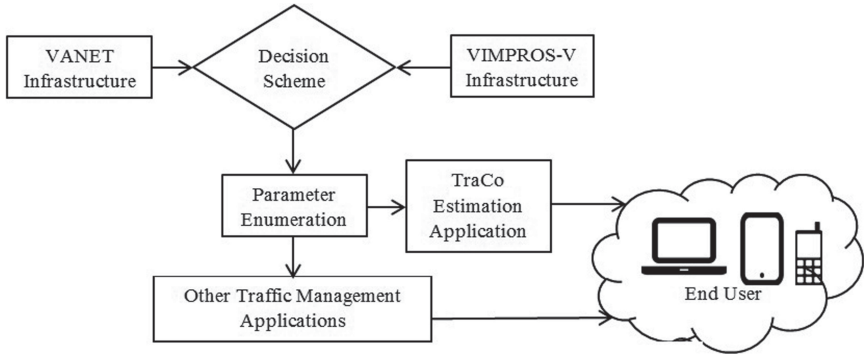 VANET
Infrastructure
Decision
Scheme
VIMPROS-V
Infrastructure
Parameter
Enumeration
TraCo
Estimation
Application
Other Traffic Management
Applications
End User